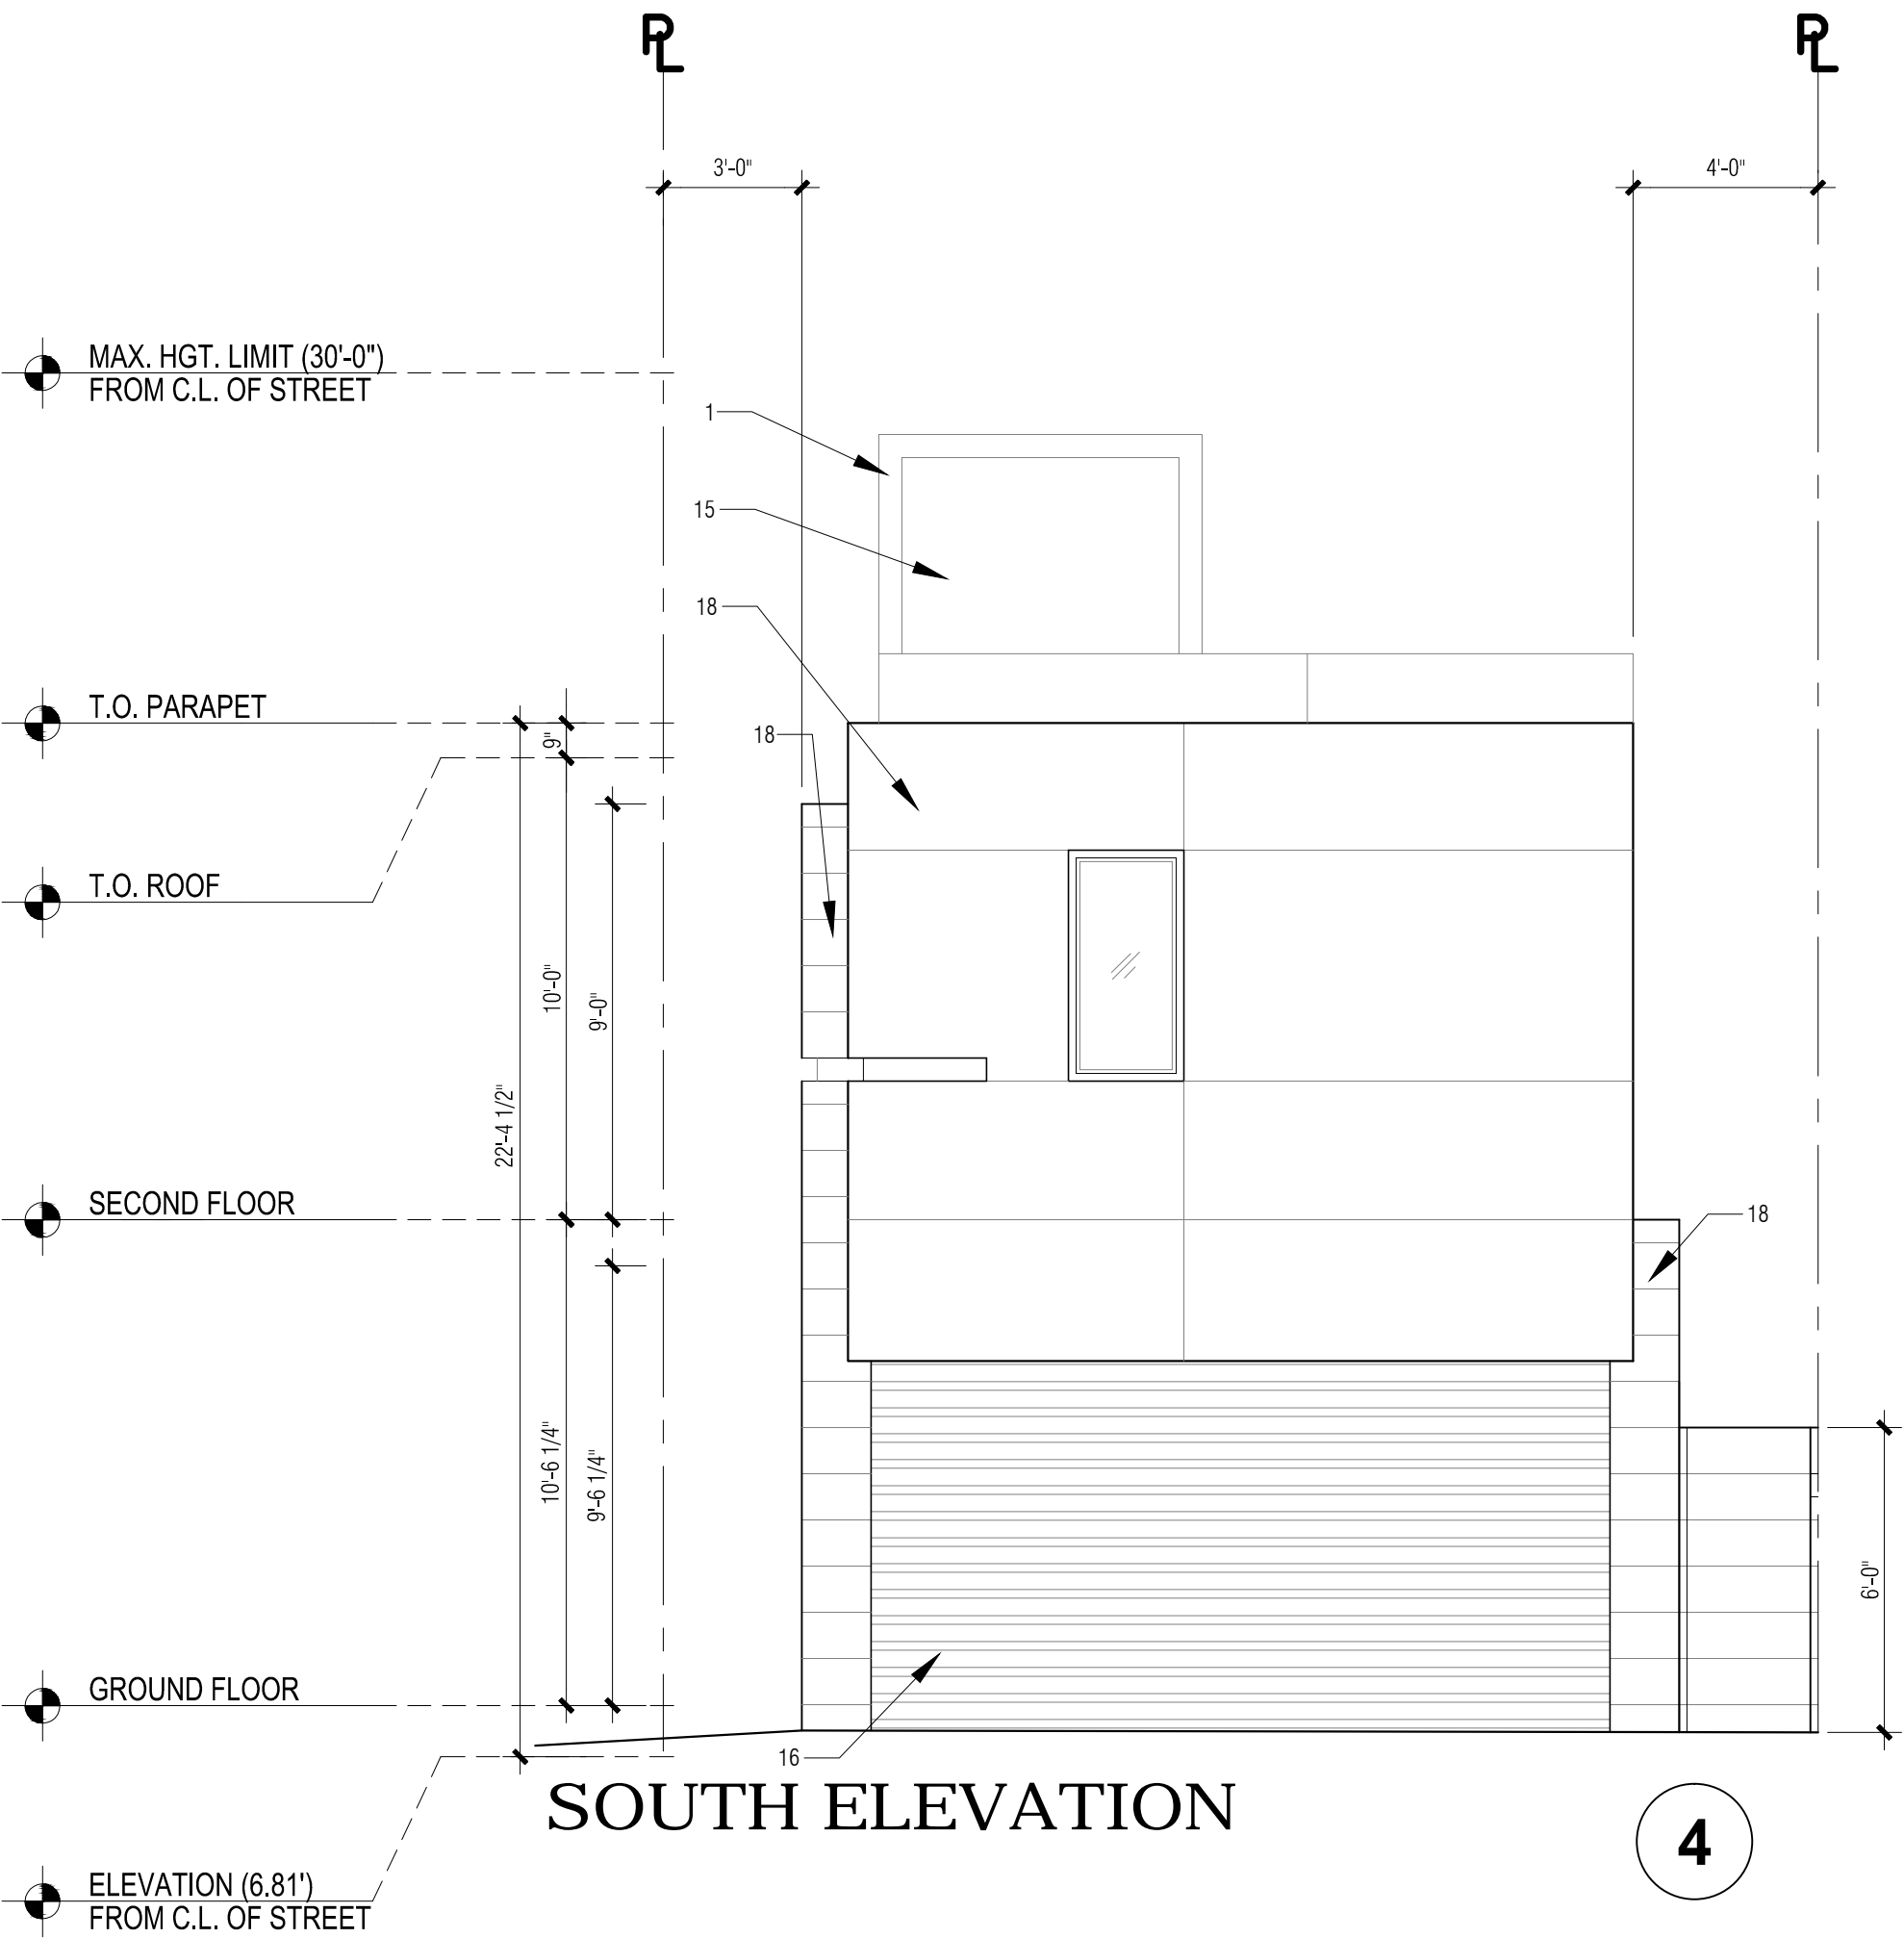 PL
PL
3'-0"
4'-0"
MAX. HGT. LIMIT (30'-0")
FROM C.L. OF STREET
1
15
18
T.O. PARAPET
9"
18
T.O. ROOF
10'-0"
9'-0"
22'-4 1/2"
SECOND FLOOR
18
10'-6 1/4"
9'-6 1/4"
6'-0"
GROUND FLOOR
16
SOUTH ELEVATION
4
ELEVATION (6.81')
FROM C.L. OF STREET